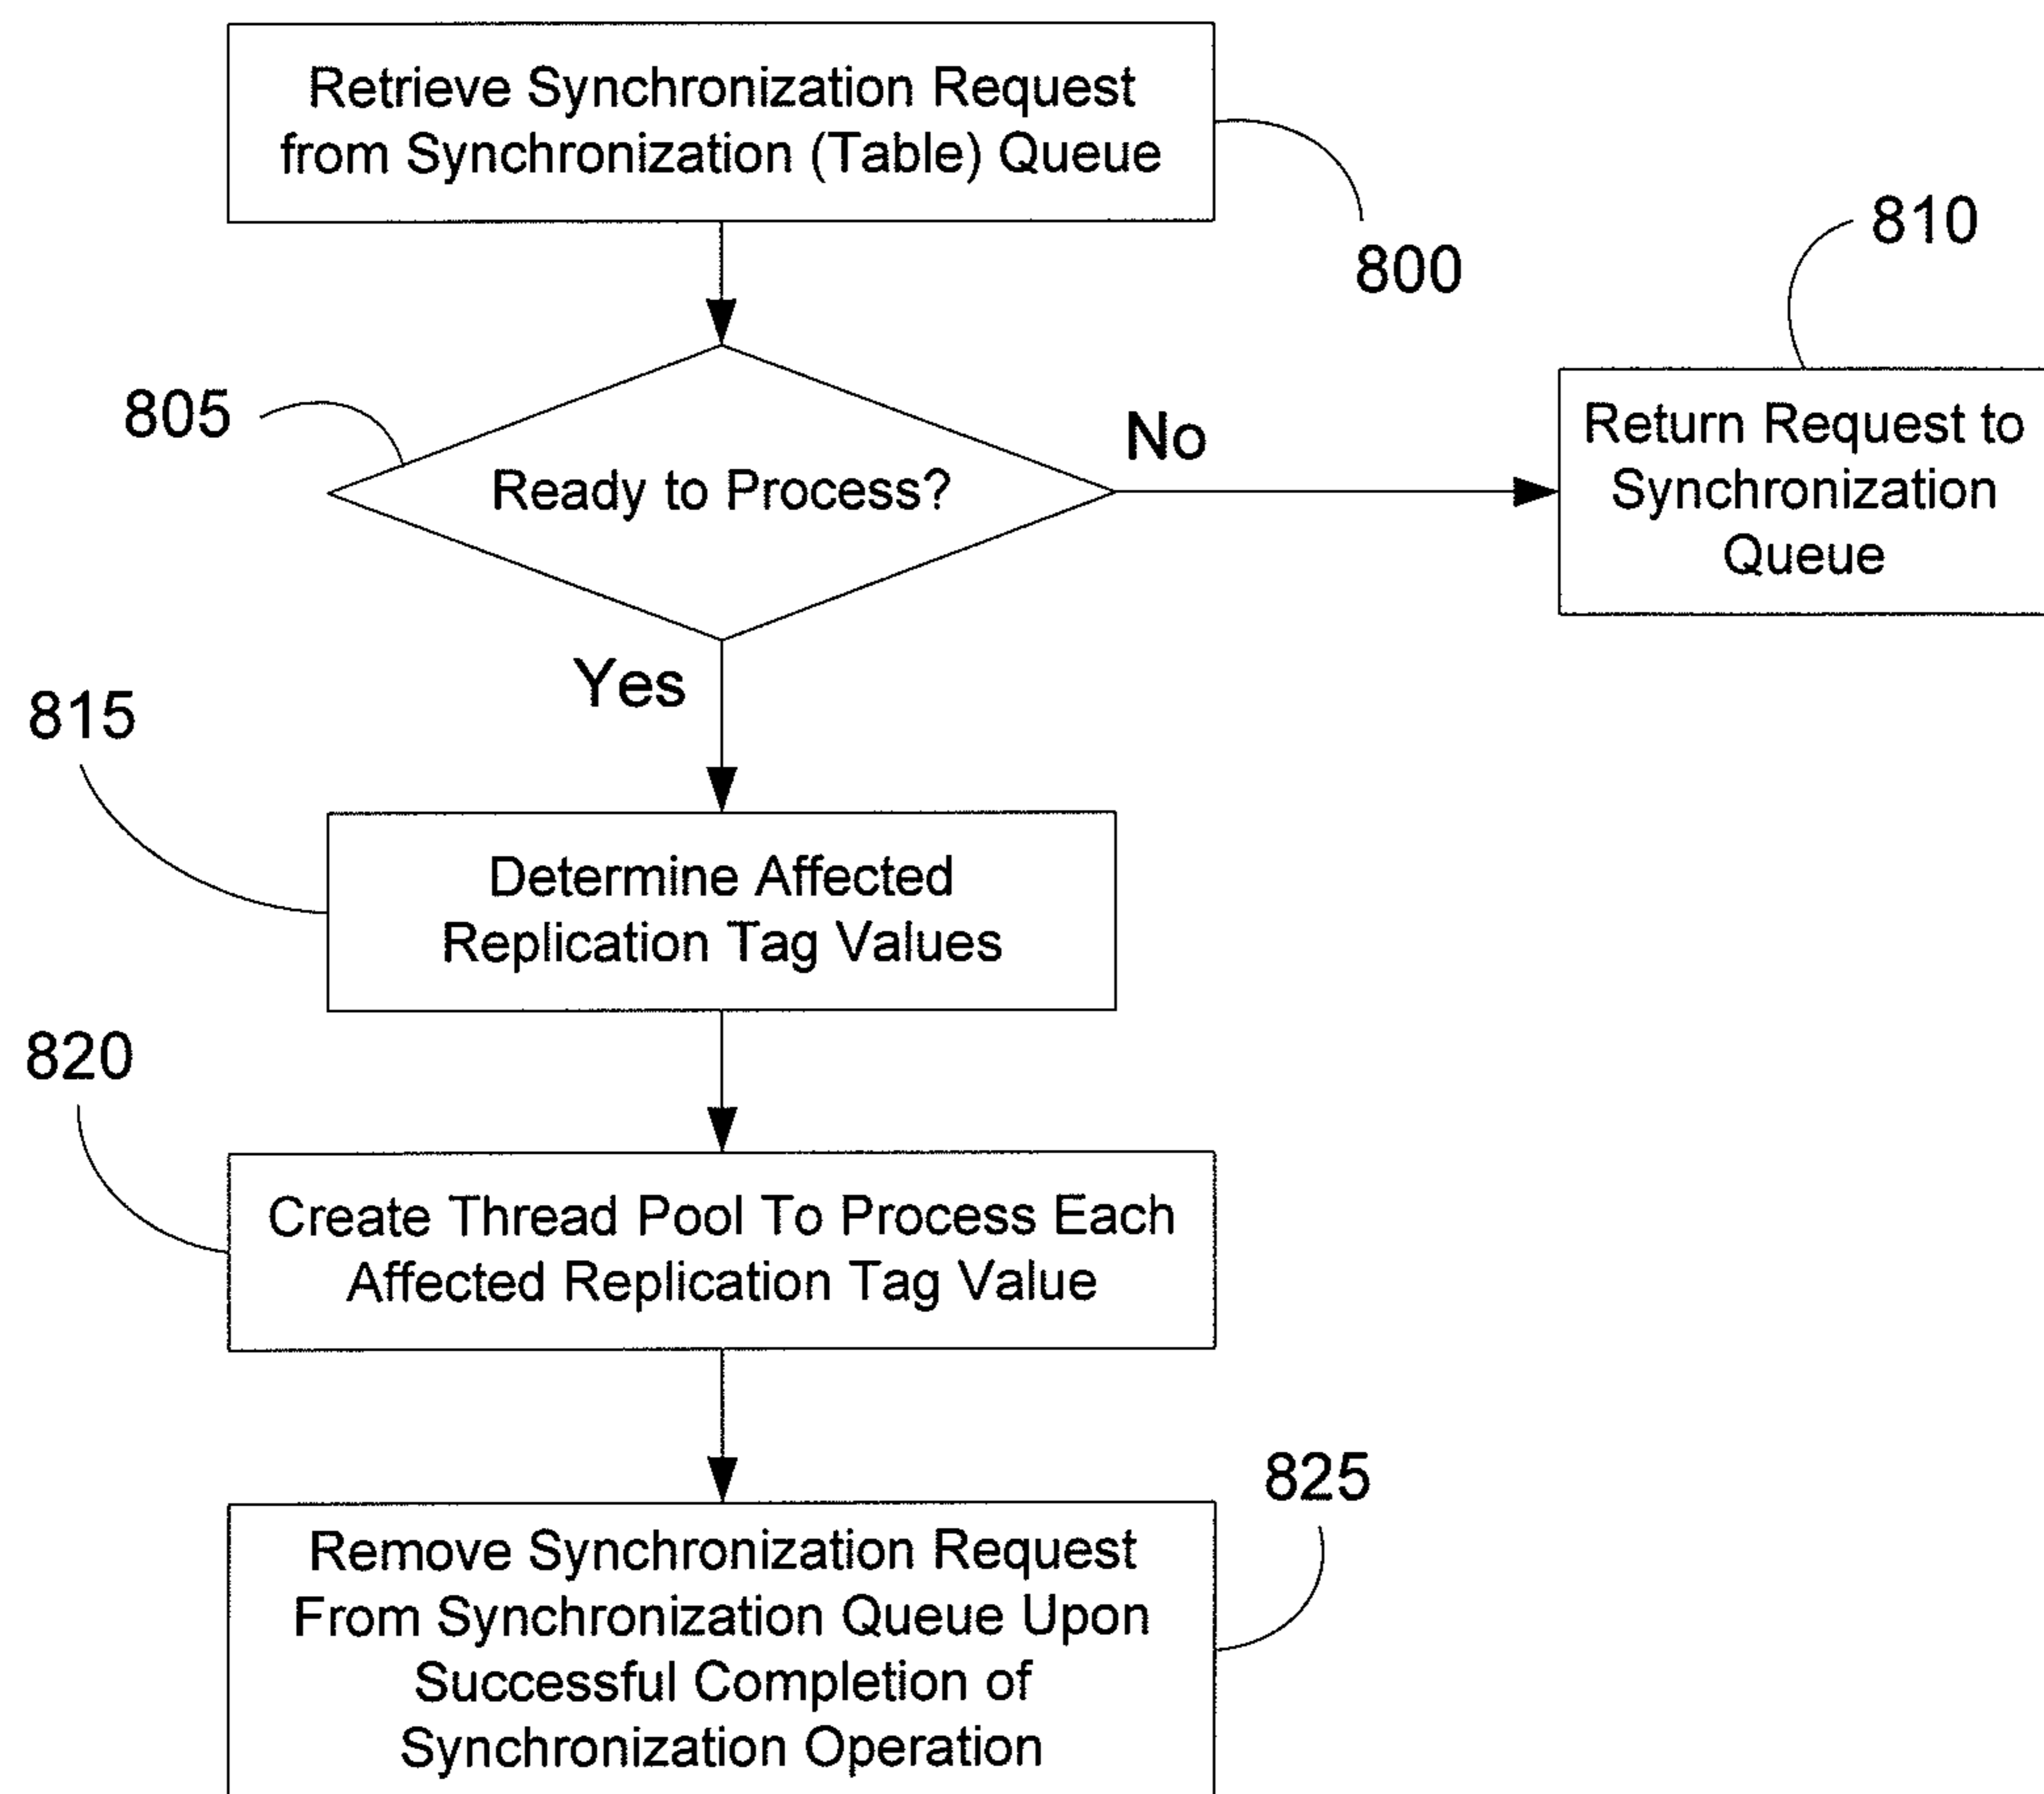 Retrieve Synchronization Request
from Synchronization (Table) Queue
800
810
805
Ready to Process?
No
Return Request to
Synchronization
Queue
Yes
815
Determine Affected
Replication Tag Values
820
Create Thread Pool To Process Each
Affected Replication Tag Value
825
Remove Synchronization Request
From Synchronization Queue Upon
Successful Completion of
Synchronization Operation